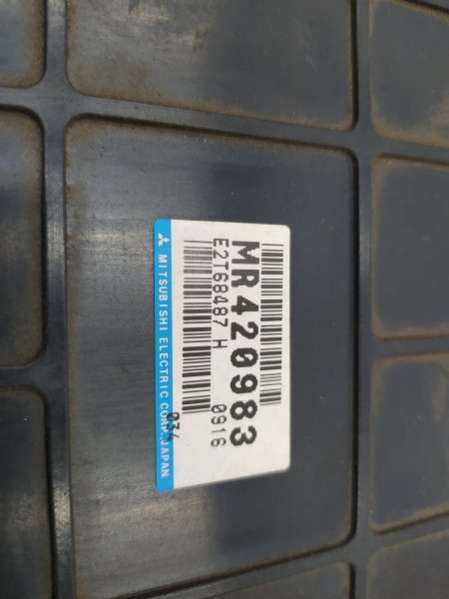 MR420983
E2T68487 H 0916
034
MITSUBISHI ELECTRIC CORP. JAPAN